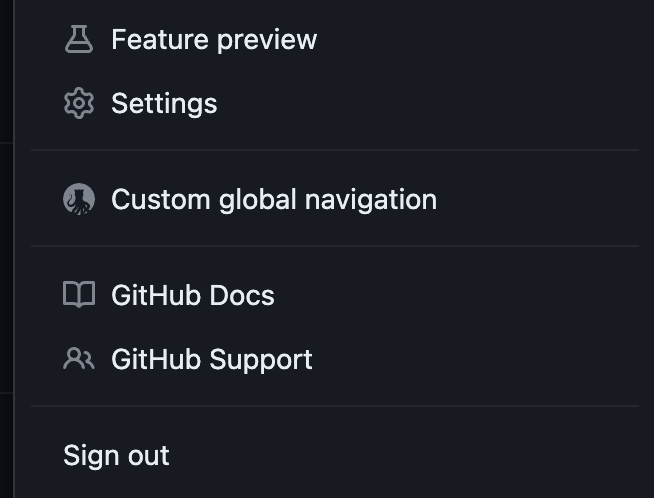 Feature preview
Settings
Custom global navigation
GitHub Docs
GitHub Support
Sign out